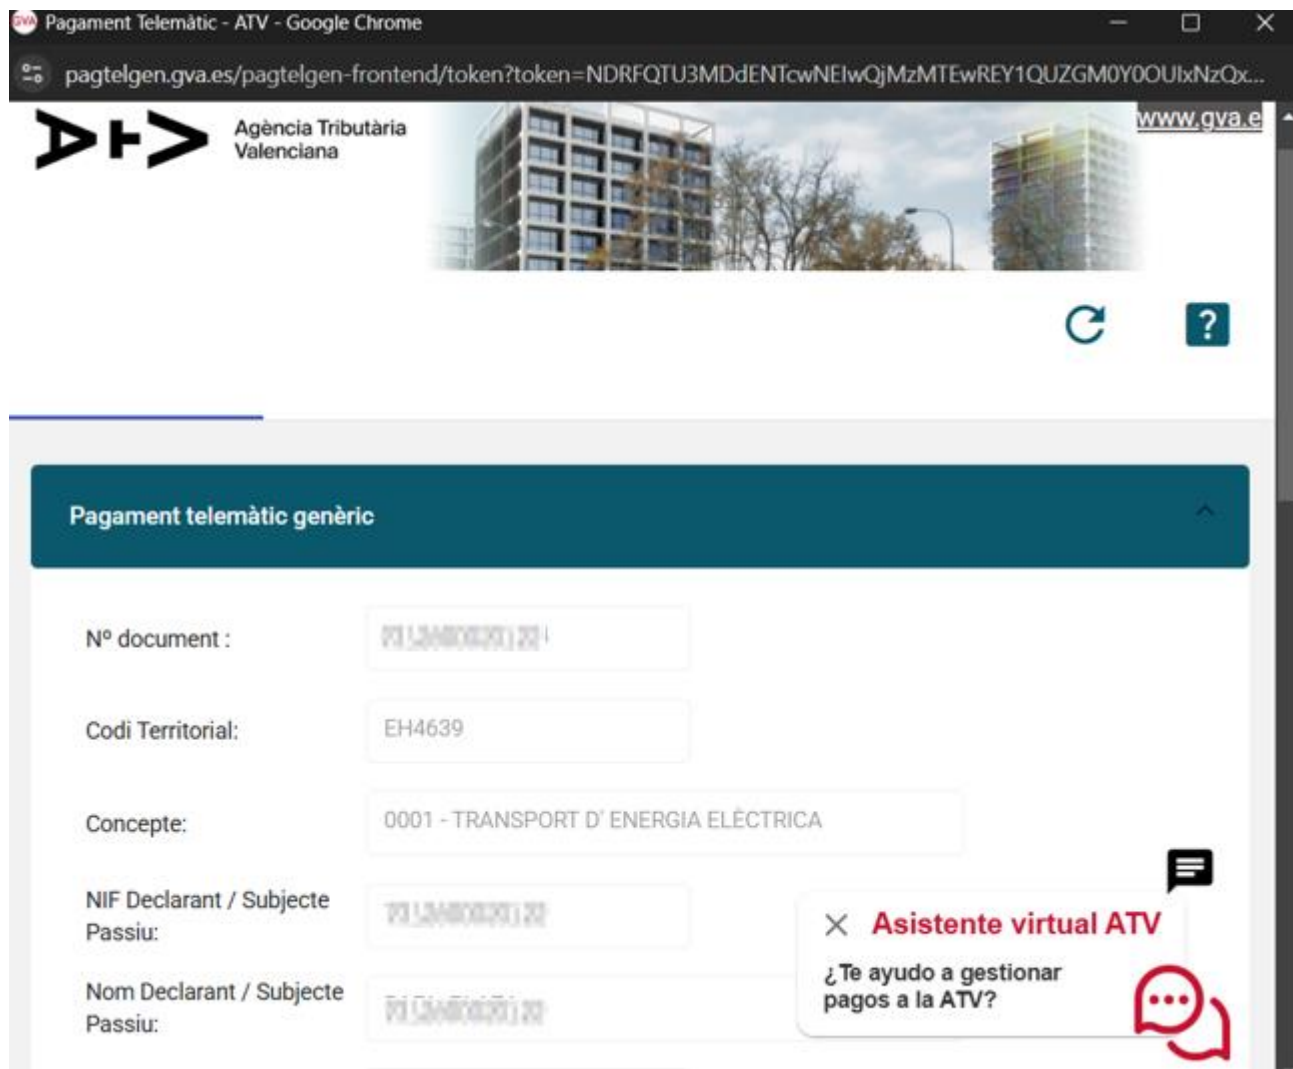 GVA Pagament Telemàtic - ATV - Google Chrome
pagtelgen.gva.es/pagtelgen-frontend/token?token=NDRFQTU3MDdENTcwNEIwQjMzMTEwREY1QUZGM0Y0OUIxNzQx...
Agència Tributària
Valenciana
www.gva.e
?
Pagament telemàtic genèric
Nº document :
Codi Territorial:
EH4639
Concepte:
0001 - TRANSPORT D' ENERGIA ELÈCTRICA
NIF Declarant / Subjecte
Passiu:
Nom Declarant / Subjecte
Passiu:
Asistente virtual ATV
¿Te ayudo a gestionar
pagos a la ATV?